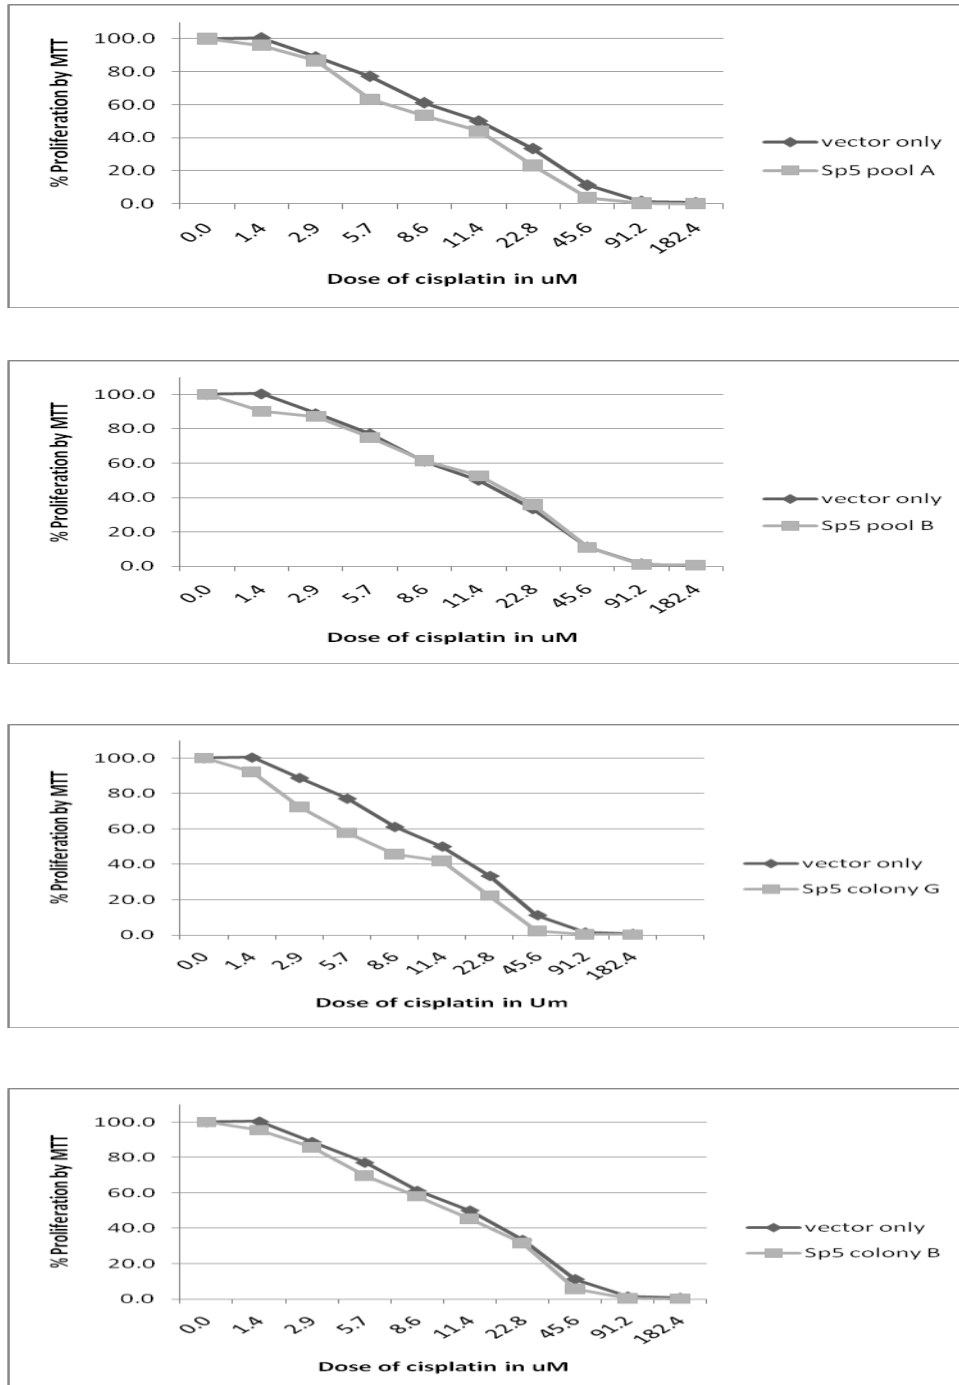 % Proliferation by MTT
100.0
80.0
60.0
40.0
20.0
0.0
0.0 1.4 2.9 5.7 8.6 11.4 22.8 45.6 91.2 182.4
Dose of cisplatin in uM
vector only
Sp5 pool A
% Proliferation by MTT
100.0
80.0
60.0
40.0
20.0
0.0
0.0 1.4 2.9 5.7 8.6 11.4 22.8 45.6 91.2 182.4
Dose of cisplatin in uM
vector only
Sp5 pool B
% Proliferation by MTT
100.0
80.0
60.0
40.0
20.0
0.0
0.0 1.4 2.9 5.7 8.6 11.4 22.8 45.6 91.2 182.4
Dose of cisplatin in Um
vector only
Sp5 colony G
% Proliferation by MTT
100.0
80.0
60.0
40.0
20.0
0.0
0.0 1.4 2.9 5.7 8.6 11.4 22.8 45.6 91.2 182.4
Dose of cisplatin in uM
vector only
Sp5 colony B